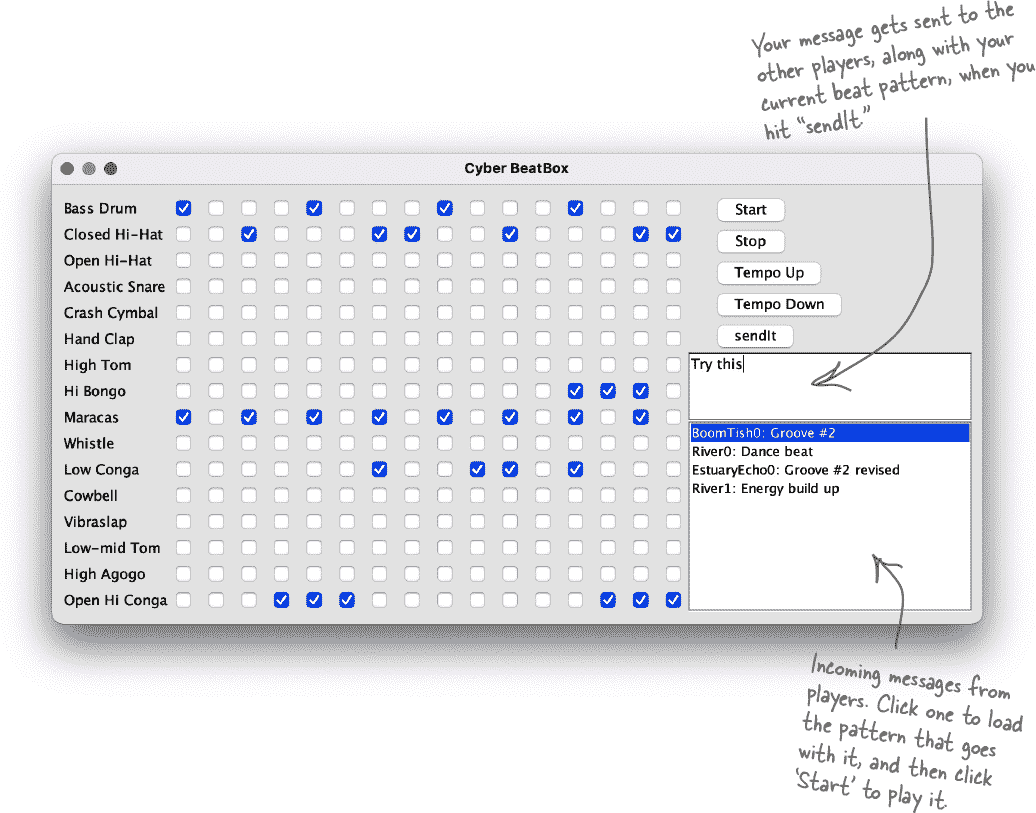 Your message gets sent to the
other players, along with your
current beat pattern, when you
hit “sendIt.”
Cyber BeatBox
Bass Drum
Closed Hi-Hat
Open Hi-Hat
Acoustic Snare
Crash Cymbal
Hand Clap
High Tom
Hi Bongo
Maracas
Whistle
Low Conga
Cowbell
Vibraslap
Low-mid Tom
High Agogo
Open Hi Conga
Start
Stop
Tempo Up
Tempo Down
sendIt
Try this
BoomTish0: Groove #2
River0: Dance beat
EstuaryEcho0: Groove #2 revised
River1: Energy build up
Incoming messages from
players. Click one to load
the pattern that goes
with it, and then click
‘Start’ to play it.